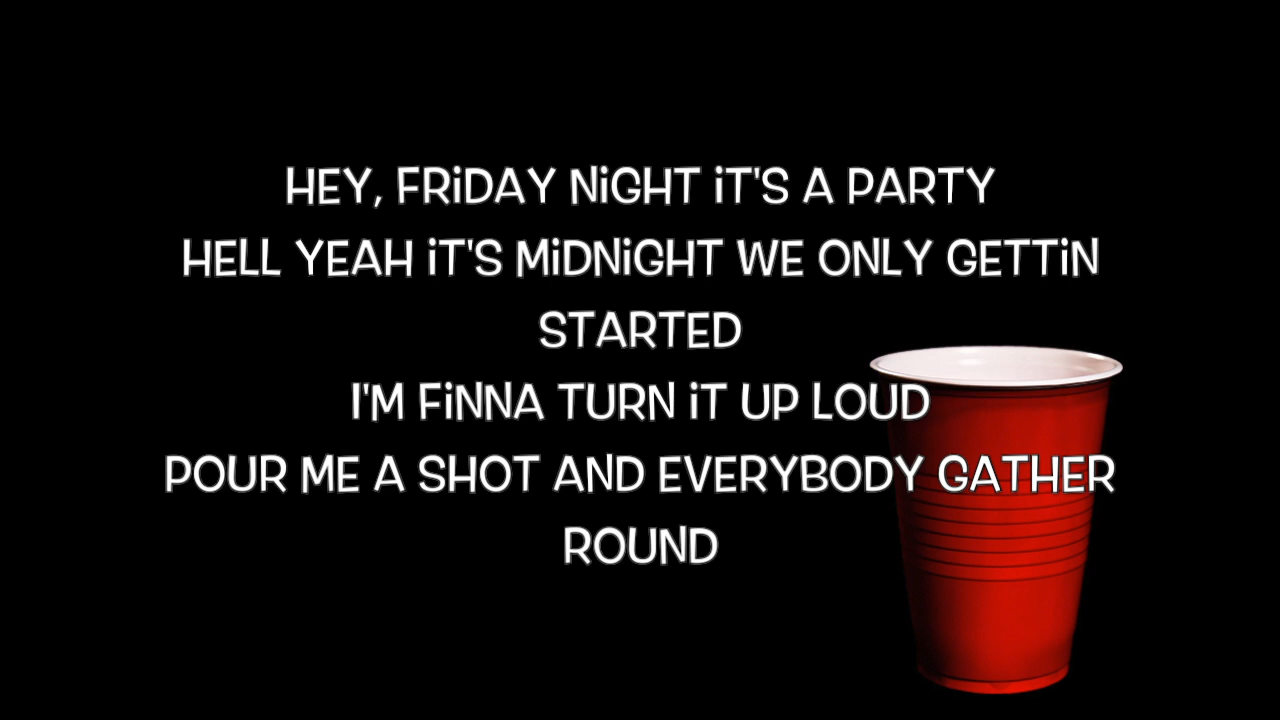 HEY, FRiDAY NiGHT iT'S A PARTY
HELL YEAH iT'S MiDNiGHT WE ONLY GETTiN
STARTED
I'M FiNNA TURN iT UP LOUD
POUR ME A SHOT AND EVERYBODY GATHER
ROUND